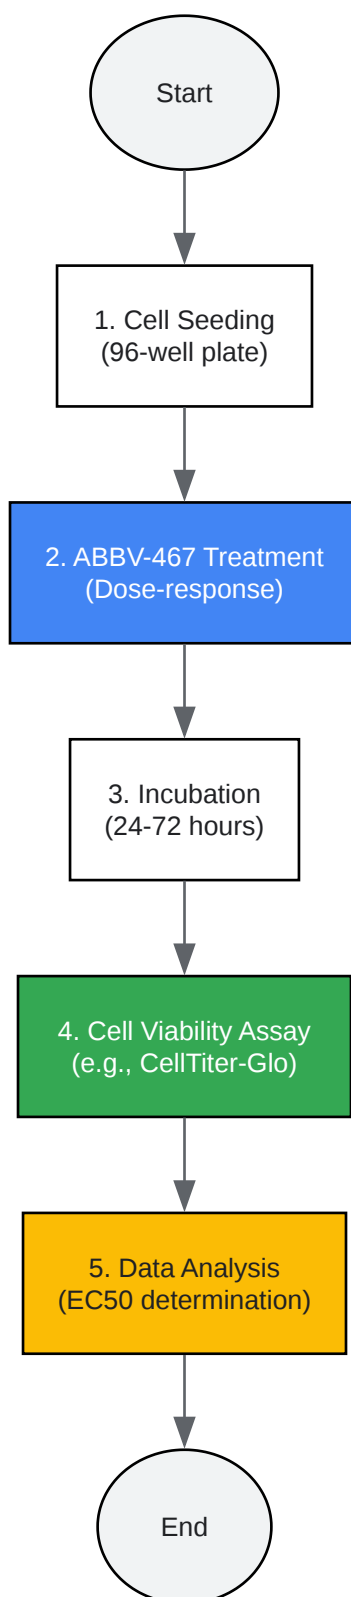 Start
1. Cell Seeding
(96-well plate)
2. ABBV-467 Treatment
(Dose-response)
3. Incubation
(24-72 hours)
4. Cell Viability Assay
(e.g., CellTiter-Glo)
5. Data Analysis
(EC50 determination)
End